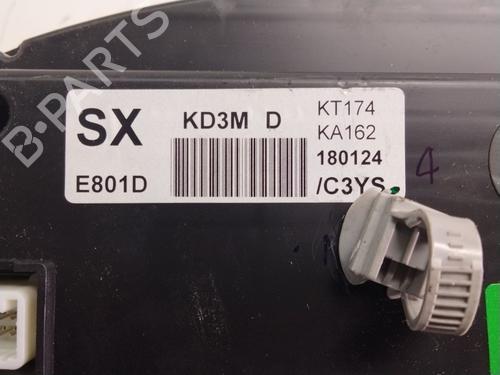 B-PARTS
SX
KD3M D
KT174
KA162
180124
E801D
/C3YS
4